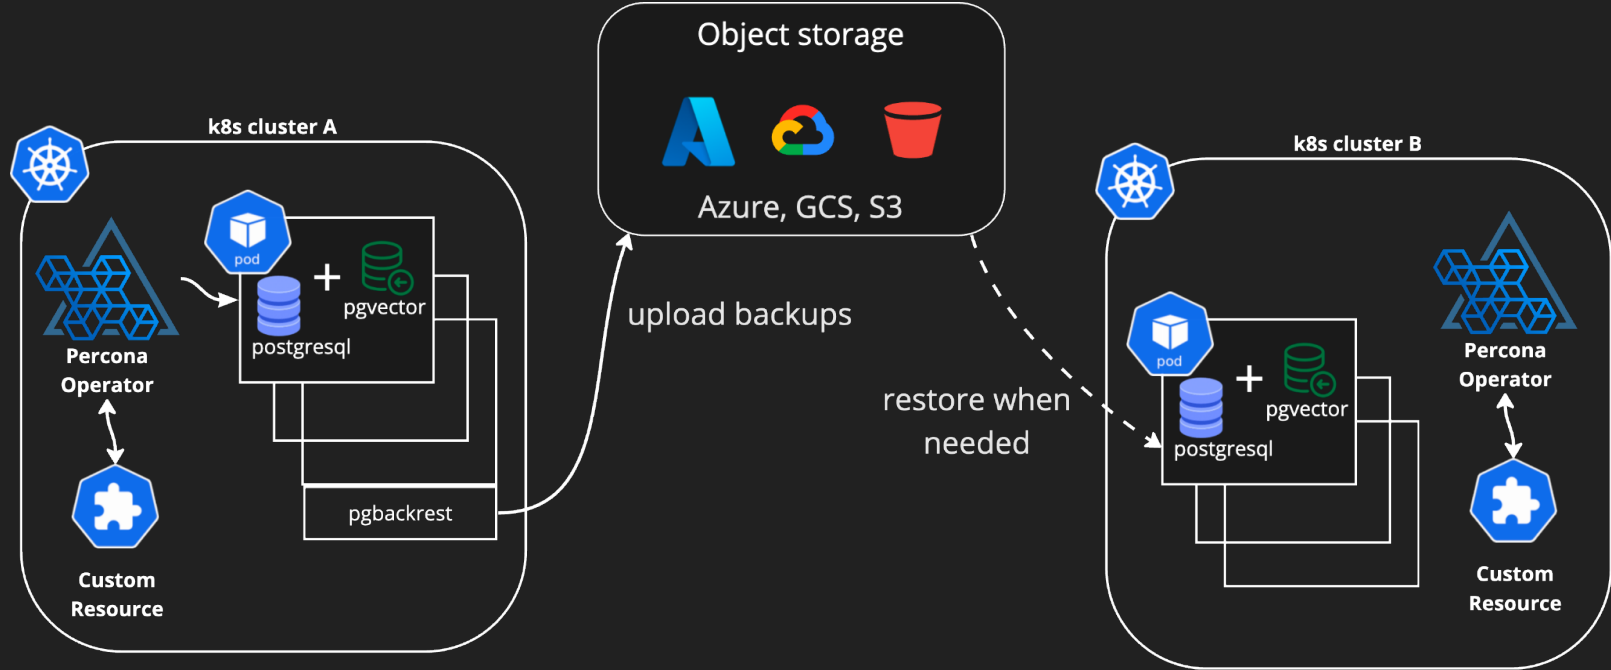 Object storage
Azure, GCS, S3
k8s cluster A
pod
+
pgvector
postgresql
Percona
Operator
Custom
Resource
pgbackrest
upload backups
restore when
needed
k8s cluster B
pod
+
pgvector
postgresql
Percona
Operator
Custom
Resource